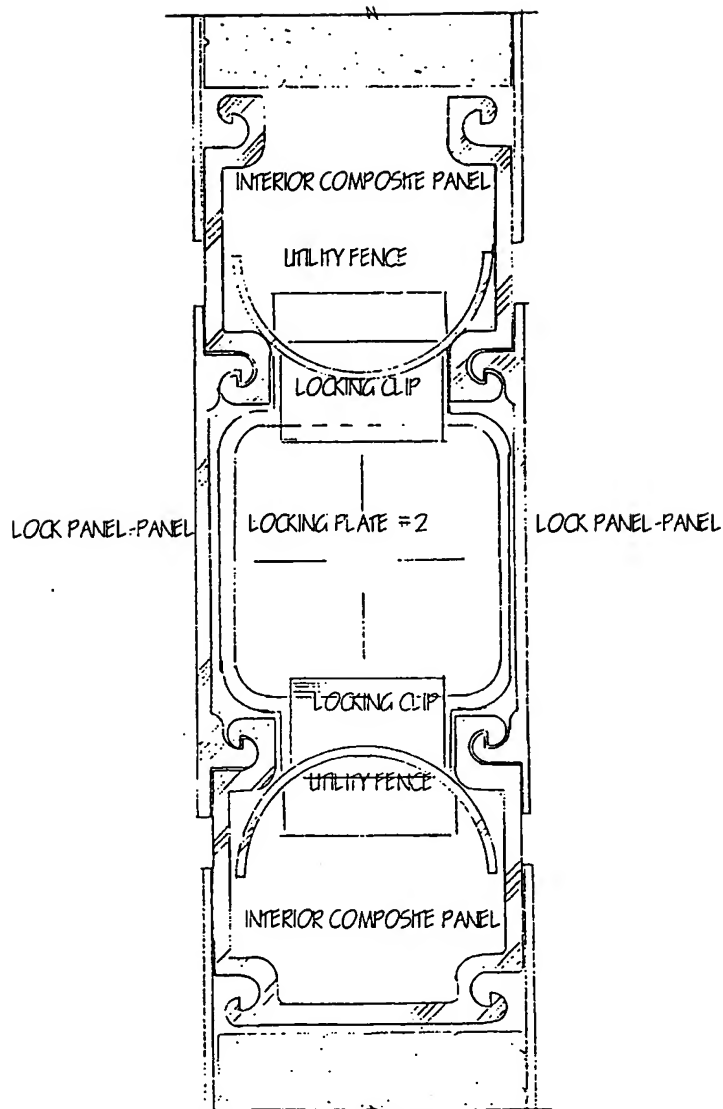 N
INTERIOR COMPOSITE PANEL
UTILITY FENCE
LOCKING CLIP
LOCK PANEL-PANEL
LOCKING PLATE =2
LOCK PANEL-PANEL
LOCKING CLIP
UTILITY FENCE
INTERIOR COMPOSITE PANEL